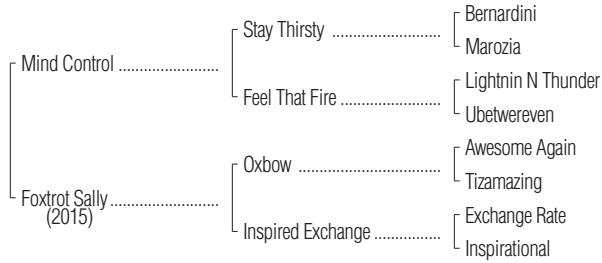 Bernardini
Stay Thirsty ......................
Marozia
Mind Control ....................
Lightnin N Thunder
Feel That Fire ....................
Ubetwereven
Awesome Again
Oxbow ............................
Tizamazing
Foxtrot Sally ......................
(2015)
Exchange Rate
Inspired Exchange .............
Inspirational